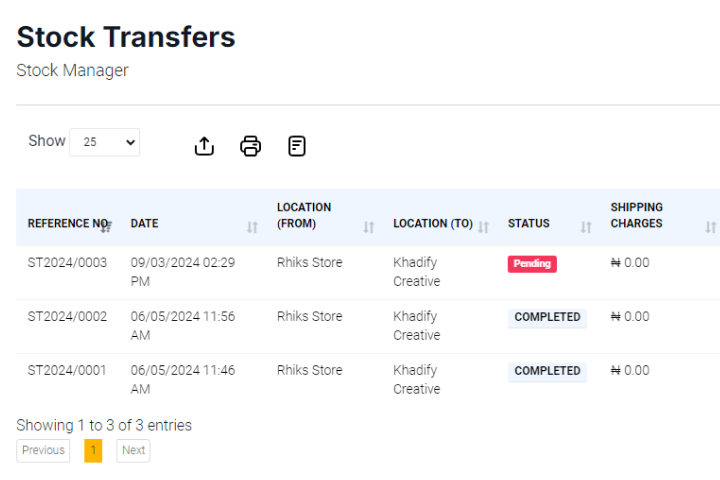 Stock Transfers
Stock Manager
Show 25
REFERENCE NO DATE LOCATION (FROM) LOCATION (TO) STATUS SHIPPING CHARGES
ST2024/0003 09/03/2024 02:29 PM Rhiks Store Khadify Creative Pending ₦ 0.00
ST2024/0002 06/05/2024 11:56 AM Rhiks Store Khadify Creative COMPLETED ₦ 0.00
ST2024/0001 06/05/2024 11:46 AM Rhiks Store Khadify Creative COMPLETED ₦ 0.00
Showing 1 to 3 of 3 entries
Previous 1 Next